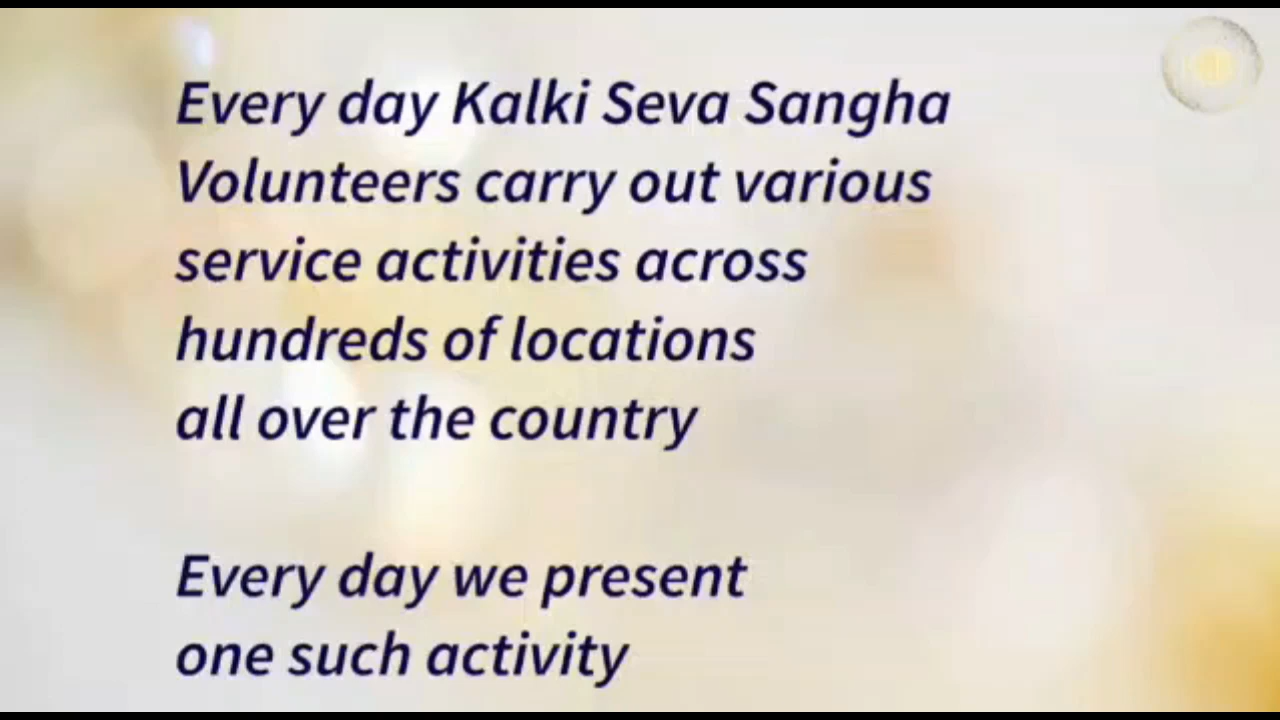 Every day Kalki Seva Sangha
Volunteers carry out various
service activities across
hundreds of locations
all over the country
Every day we present
one such activity